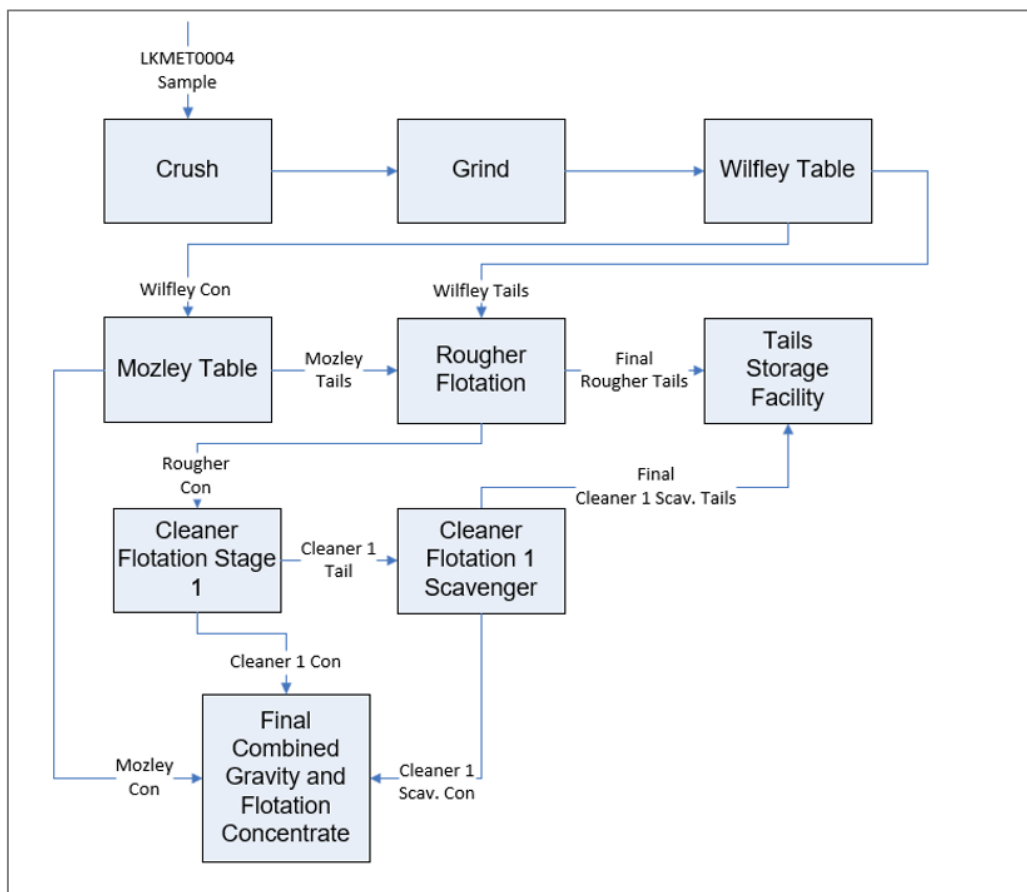 LKMET0004
Sample
Crush
Grind
Wilfley Table
Wilfley Con
Wilfley Tails
Mozley Table
Mozley
Tails
Rougher
Flotation
Final
Rougher Tails
Tails
Storage
Facility
Rougher
Con
Final
Cleaner 1 Scav. Tails
Cleaner
Flotation Stage
1
Cleaner 1
Tail
Cleaner
Flotation 1
Scavenger
Cleaner 1 Con
Mozley
Con
Final
Combined
Gravity and
Flotation
Concentrate
Cleaner 1
Scav. Con